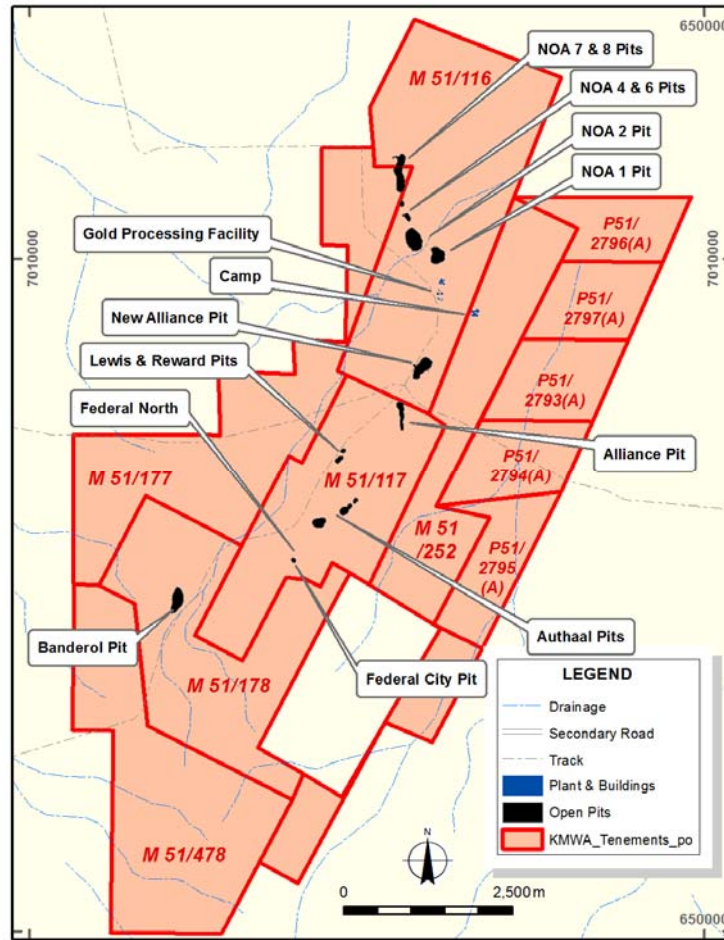 650000
NOA 7 & 8 Pits
M 51/116
NOA 4 & 6 Pits
NOA 2 Pit
NOA 1 Pit
Gold Processing Facility
P51/
2796(A)
7010000
7010000
Camp
P51/
2797(A)
New Alliance Pit
Lewis & Reward Pits
P51/
2793(A)
Federal North
Alliance Pit
P51/
2794(A)
M 51/177
M 51/117
M 51
/252
P51/
2795
(A)
Banderol Pit
Authaal Pits
Federal City Pit
M 51/178
LEGEND
Drainage
Secondary Road
Track
Plant & Buildings
Open Pits
KMWA_Tenements_po
M 51/478
N
0
2,500m
650000